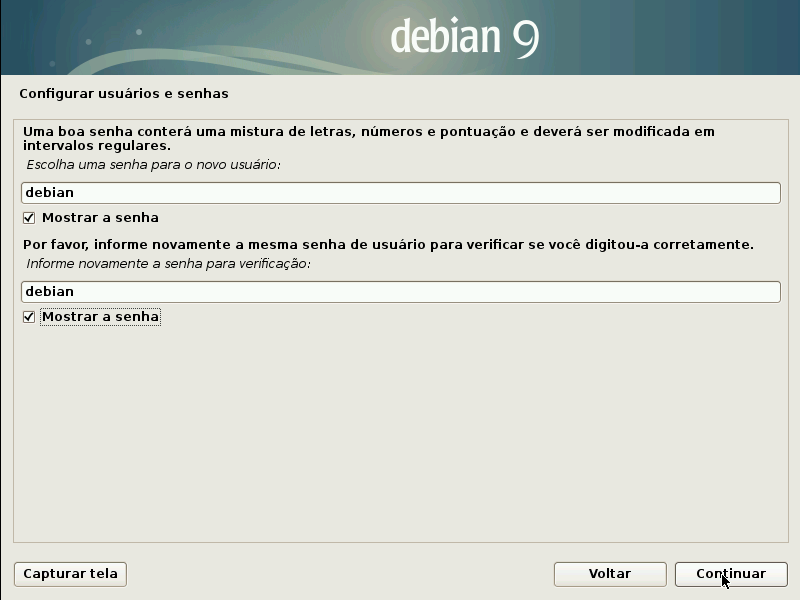 debian 9
Configurar usuários e senhas
Uma boa senha conterá uma mistura de letras, números e pontuação e deverá ser modificada em
intervalos regulares.
Escolha uma senha para o novo usuário:
debian
Mostrar a senha
Por favor, informe novamente a mesma senha de usuário para verificar se você digitou-a corretamente.
Informe novamente a senha para verificação:
debian
Mostrar a senha
Capturar tela
Voltar
Continuar